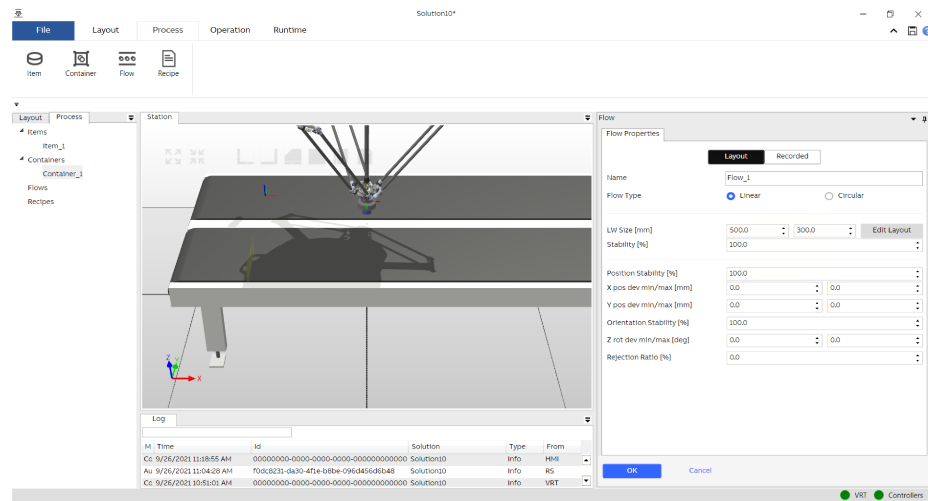 Solution10*
File Layout Process Operation Runtime
Item Container Flow Recipe
Layout Process
Items
Item_1
Containers
Container_1
Flows
Recipes
Station
Z Y X
Log
M Time Id Solution Type From
Co 9/26/2021 11:18:55 AM 00000000-0000-0000-0000-000000000000 Solution10 Info HMI
Au 9/26/2021 11:04:28 AM f0dc8231-da30-4f1e-b8be-096d456d6b48 Solution10 Info RS
Co 9/26/2021 10:51:01 AM 00000000-0000-0000-0000-000000000000 Solution10 Info VRT
Flow
Flow Properties
Layout Recorded
Name Flow_1
Flow Type Linear Circular
LW Size [mm] 500.0 300.0 Edit Layout
Stability [%] 100.0
Position Stability [%] 100.0
X pos dev min/max [mm] 0.0 0.0
Y pos dev min/max [mm] 0.0 0.0
Orientation Stability [%] 100.0
Z rot dev min/max [deg] 0.0 0.0
Rejection Ratio [%] 0.0
OK Cancel
VRT Controllers